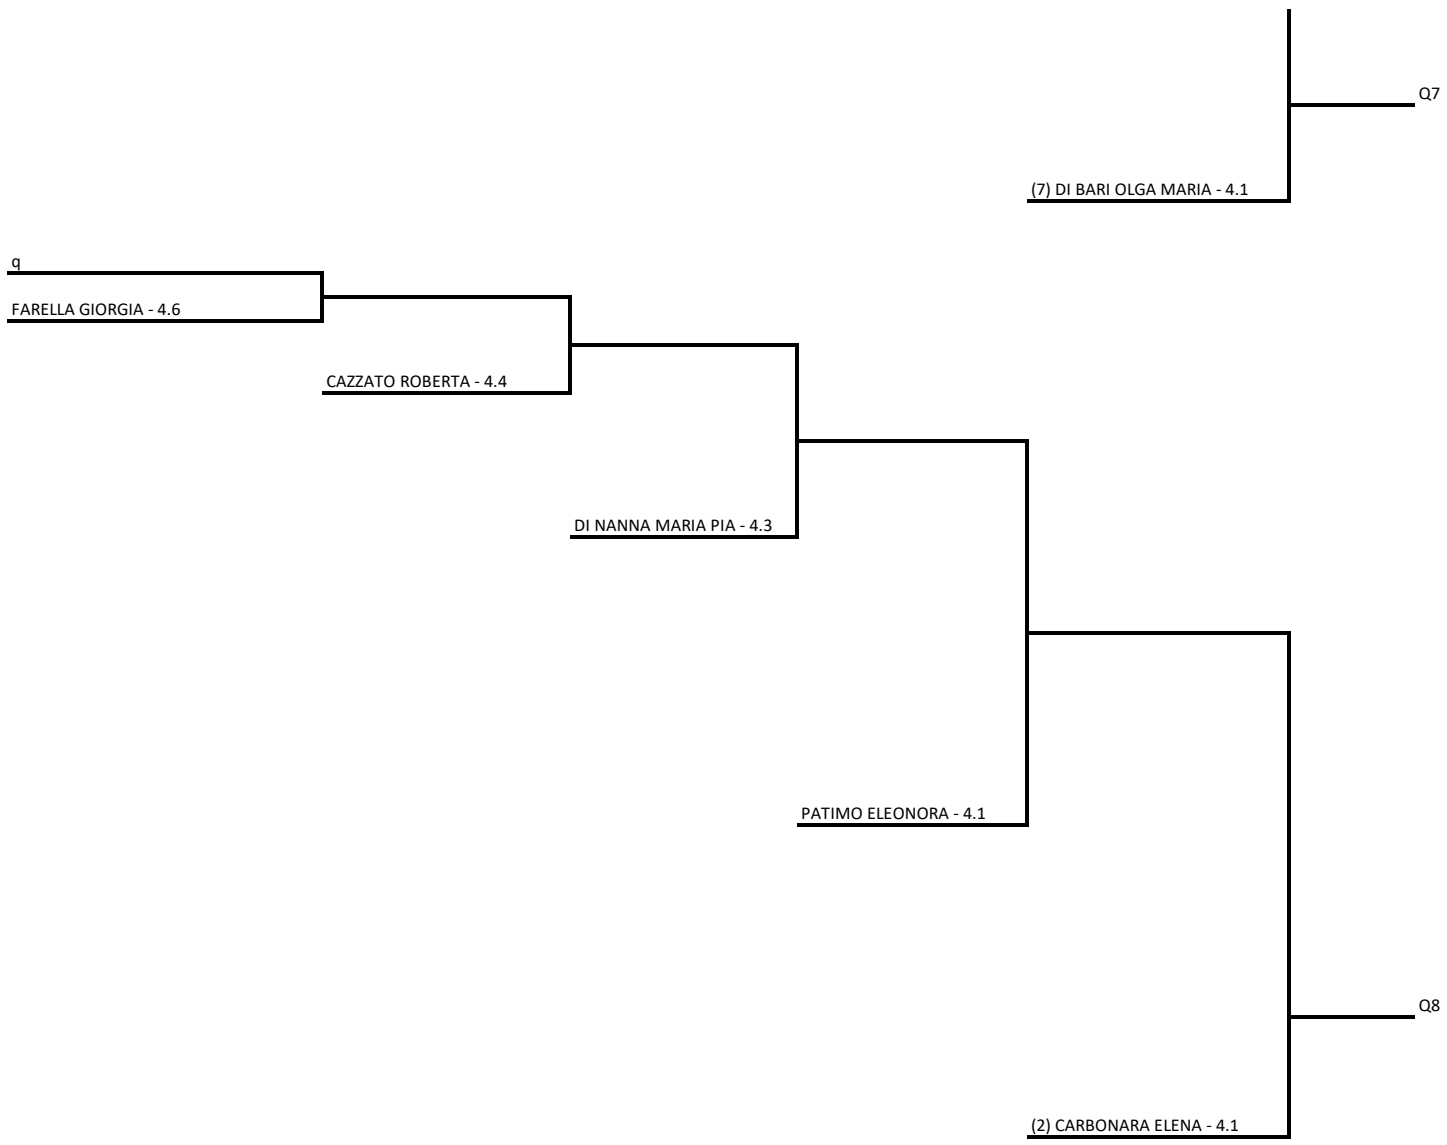 Q7
(7) DI BARI OLGA MARIA - 4.1
q
FARELLA GIORGIA - 4.6
CAZZATO ROBERTA - 4.4
DI NANNA MARIA PIA - 4.3
PATIMO ELEONORA - 4.1
Q8
(2) CARBONARA ELENA - 4.1